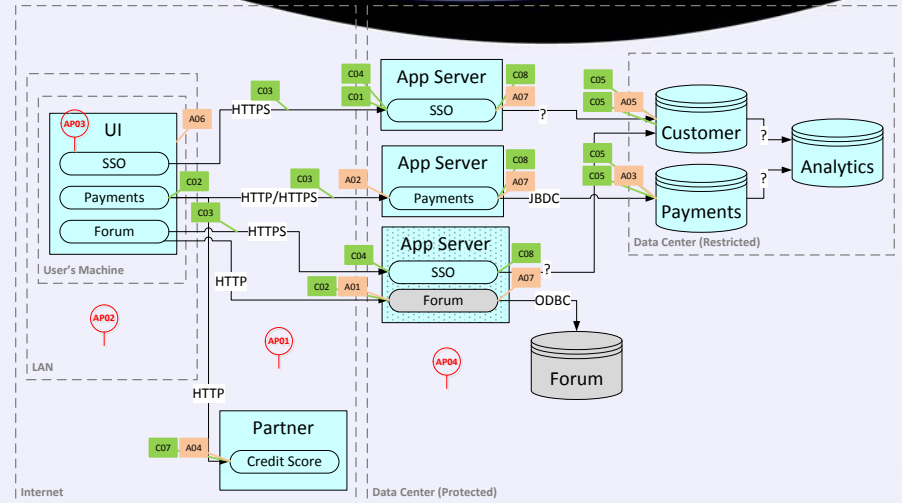 App Server
C04
C01
SSO
C08
A07
C03
HTTPS
?
C05
C05
A05
Customer
?
Analytics
AP03
UI
A06
SSO
Payments
C02
Forum
User's Machine
C03
HTTP/HTTPS
A02
App Server
Payments
C08
A07
JBDC
C05
C05
A03
Payments
?
Data Center (Restricted)
C03
HTTPS
HTTP
App Server
C04
SSO
C08
?
C02
A01
Forum
A07
ODBC
Forum
AP02
LAN
AP01
AP04
HTTP
Partner
C07
A04
Credit Score
Internet
Data Center (Protected)